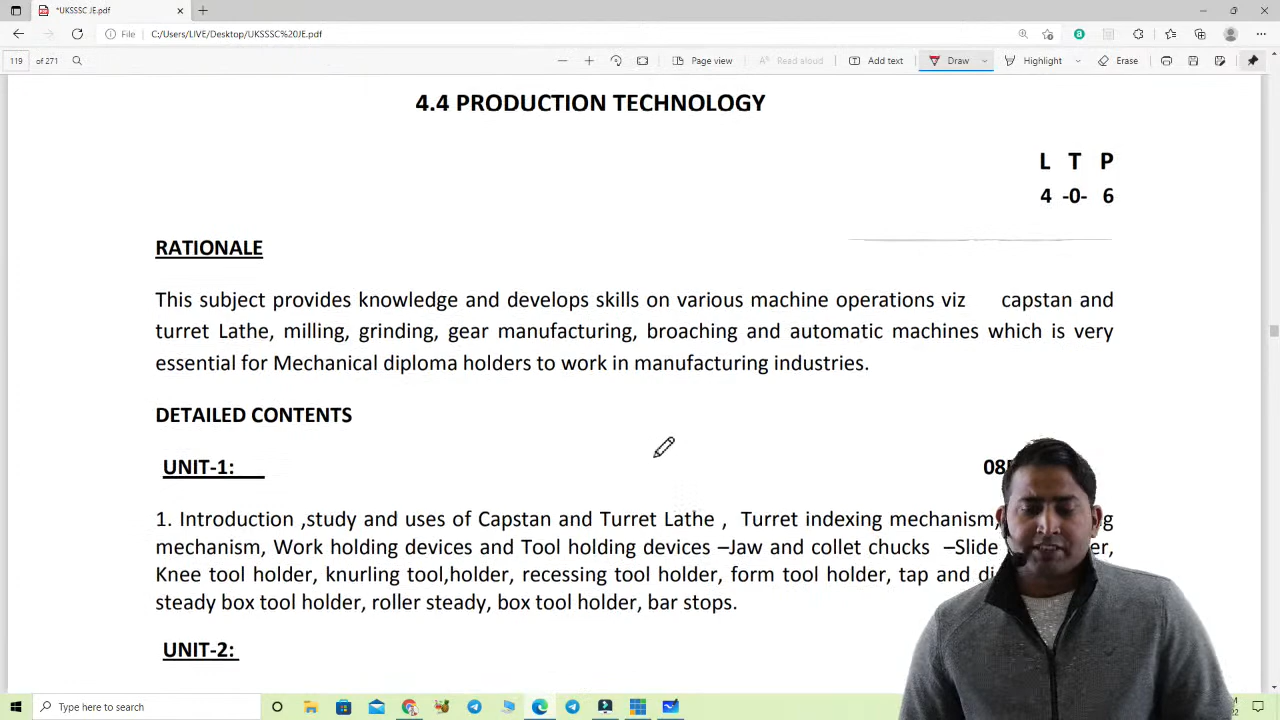 *UKSSSC JE.pdf
File C:/Users/LIVE/Desktop/UKSSSC%20JE.pdf
119 of 271 Page view Read aloud Add text Draw Highlight Erase
4.4 PRODUCTION TECHNOLOGY
L T P
4 -0- 6
RATIONALE
This subject provides knowledge and develops skills on various machine operations viz capstan and
turret Lathe, milling, grinding, gear manufacturing, broaching and automatic machines which is very
essential for Mechanical diploma holders to work in manufacturing industries.
DETAILED CONTENTS
UNIT-1: 08
1. Introduction ,study and uses of Capstan and Turret Lathe , Turret indexing mechanism,
mechanism, Work holding devices and Tool holding devices –Jaw and collet chucks –Slide
Knee tool holder, knurling tool,holder, recessing tool holder, form tool holder, tap and
steady box tool holder, roller steady, box tool holder, bar stops.
UNIT-2:
Type here to search